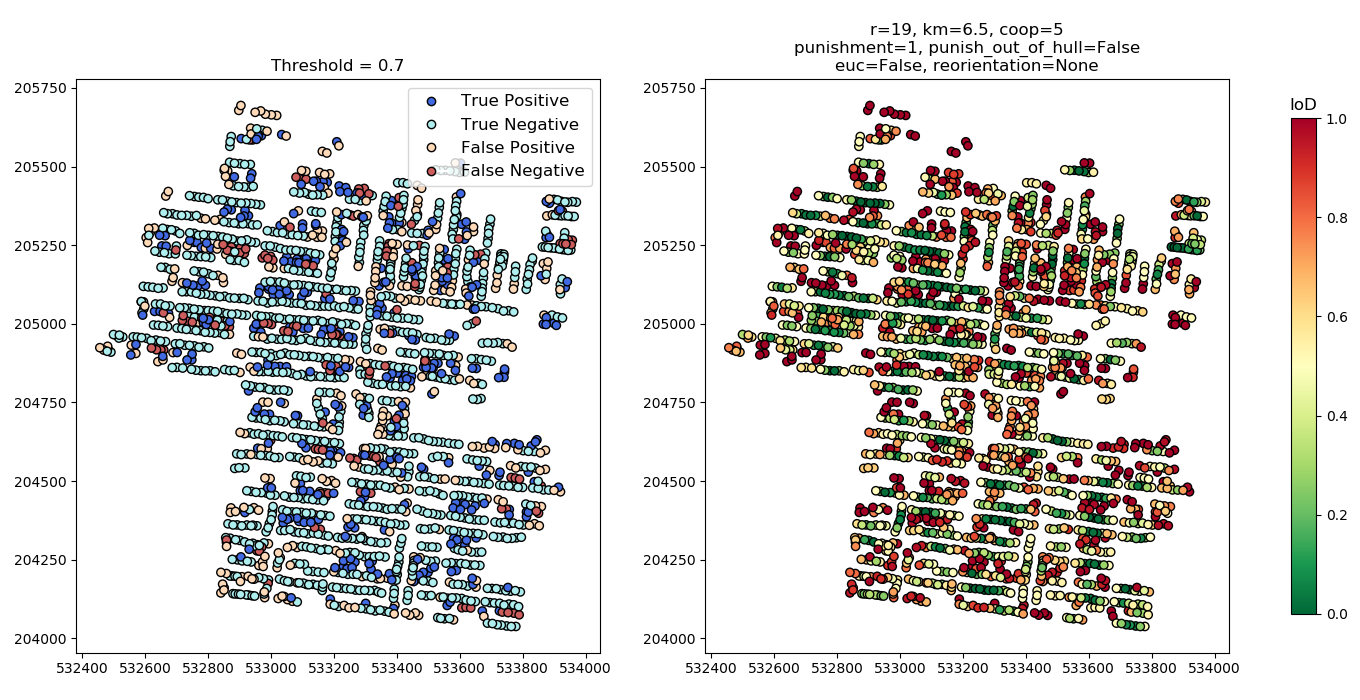 Threshold = 0.7
True Positive
True Negative
False Positive
False Negative
205750
205500
205250
205000
204750
204500
204250
204000
532400 532600 532800 533000 533200 533400 533600 533800 534000
r=19, km=6.5, coop=5
punishment=1, punish_out_of_hull=False
euc=False, reorientation=None
205750
205500
205250
205000
204750
204500
204250
204000
532400 532600 532800 533000 533200 533400 533600 533800 534000
IoD
1.0
0.8
0.6
0.4
0.2
0.0